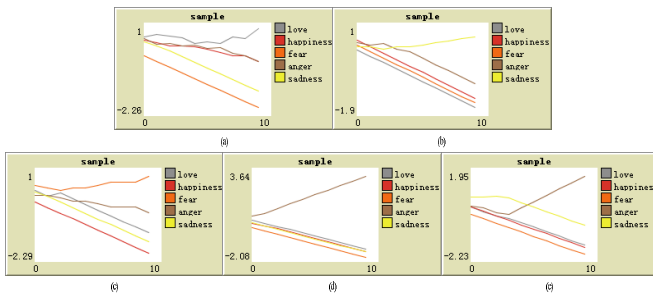 sample
1
-2.26
0
10
love
happiness
fear
anger
sadness
(a)
sample
1
-1.9
0
10
love
happiness
fear
anger
sadness
(b)
sample
1
-2.29
0
10
love
happiness
fear
anger
sadness
(c)
sample
3.64
-2.08
0
10
love
happiness
fear
anger
sadness
(d)
sample
1.95
-2.23
0
10
love
happiness
fear
anger
sadness
(e)